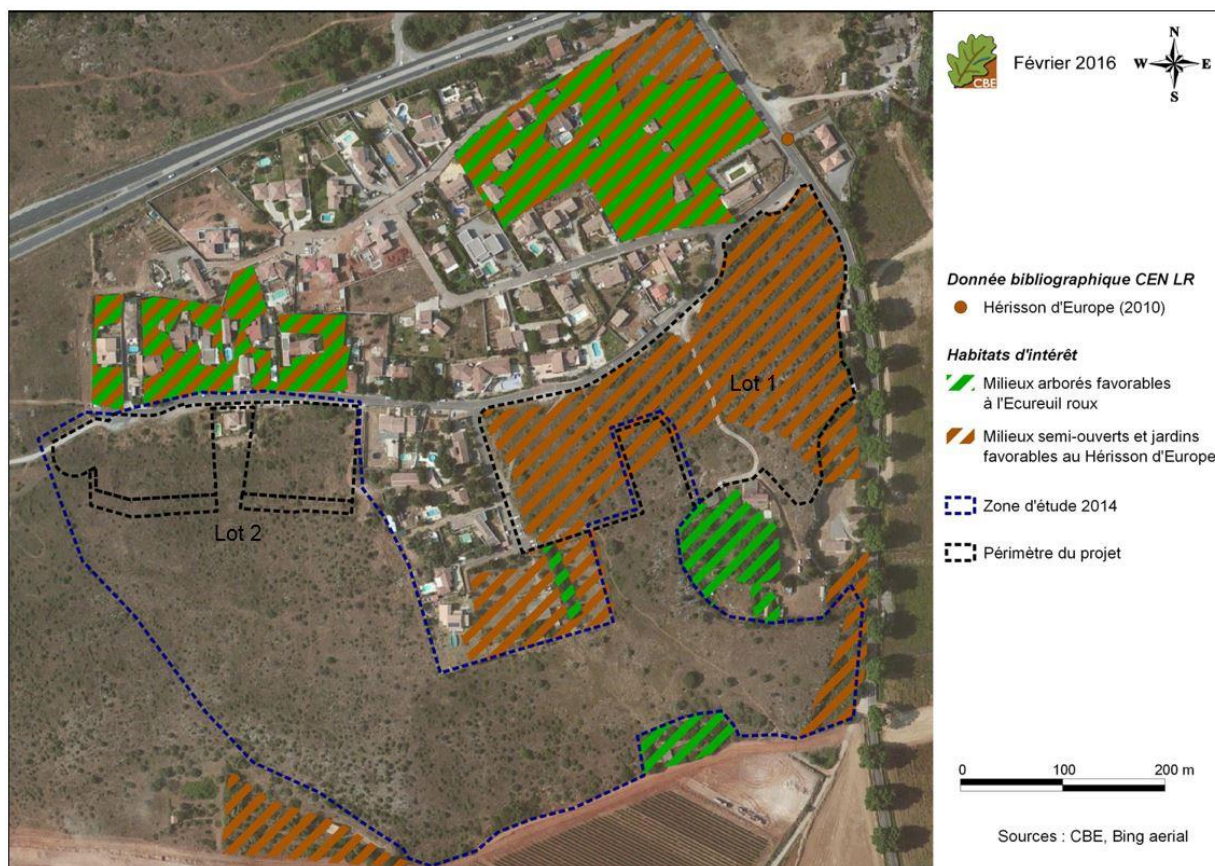 Lot 1
Lot 2
CBE
Février 2016
N
W E
S
Donnée bibliographique CEN LR
Hérisson d'Europe (2010)
Habitats d'intérêt
Milieux arborés favorables
à l'Ecureuil roux
Milieux semi-ouverts et jardins
favorables au Hérisson d'Europe
Zone d'étude 2014
Périmètre du projet
0 100 200 m
Sources : CBE, Bing aerial